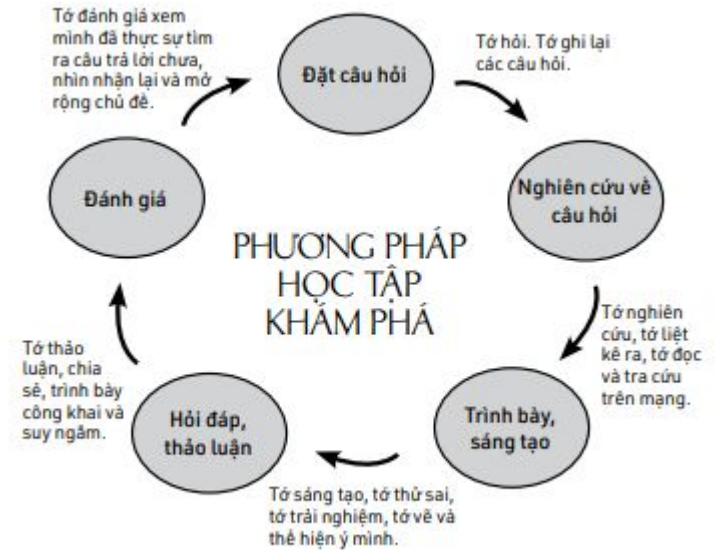 PHƯƠNG PHÁP
HỌC TẬP
KHÁM PHÁ
Đặt câu hỏi
Tớ hỏi. Tớ ghi lại
các câu hỏi.
Nghiên cứu về
câu hỏi
Tớ nghiên
cứu, tớ liệt
kê ra, tớ đọc
và tra cứu
trên mạng.
Trình bày,
sáng tạo
Tớ sáng tạo, tớ thử sai,
tớ trải nghiệm, tớ vẽ và
thể hiện ý mình.
Hỏi đáp,
thảo luận
Tớ thảo
luận, chia
sẻ, trình bày
công khai và
suy ngẫm.
Đánh giá
Tớ đánh giá xem
mình đã thực sự tìm
ra câu trả lời chưa,
nhìn nhận lại và mở
rộng chủ đề.